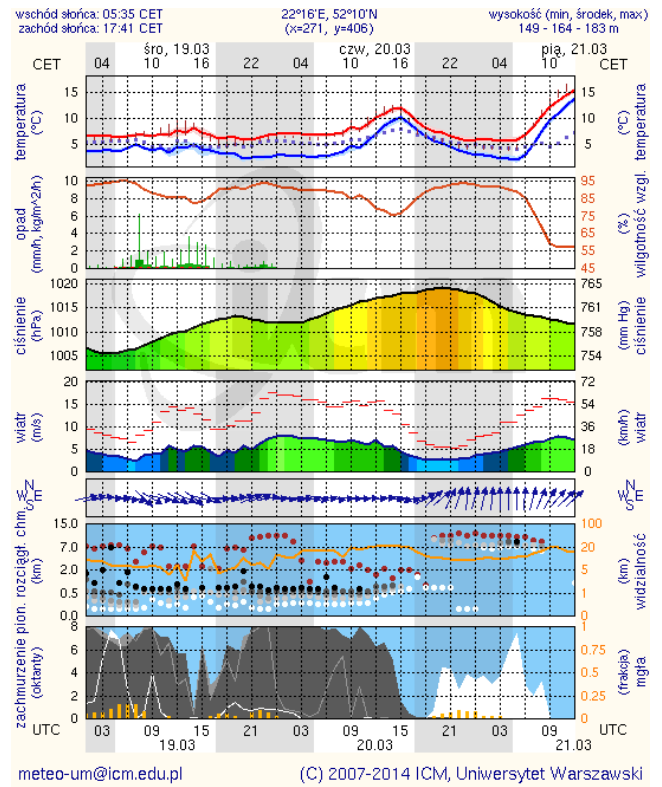 wschód słońca: 05:35 CET 22°16'E, 52°10'N wysokość (min, środek, max)
zachód słońca: 17:41 CET (x=271, y=406) 149 - 164 - 183 m
śro, 19.03 czw, 20.03 pią, 21.03
CET 04 10 16 22 04 10 16 22 04 10 CET
temperatura (°C) 15 10 5 15 10 5 (°C) temperatura
opad (mm/h, kg/m^2/h) 10 8 6 4 2 0 95 85 75 65 55 45 (%) wilgotność wzgl.
ciśnienie (hPa) 1020 1015 1010 1005 765 761 758 754 (mm Hg) ciśnienie
wiatr (m/s) 20 15 10 5 0 72 54 36 18 0 (km/h) wiatr
N W E S N W E S
pion. rozciągł. chm. (km) 15.0 7.0 2.0 0.5 0.0 100 20 5 1 0 (km) widzialność
zachmurzenie (oktanty) 8 6 4 2 0 1 0.75 0.5 0.25 0 (frakcja) mgła
UTC 03 09 15 21 03 09 15 21 03 09 UTC
19.03 20.03 21.03
meteo-um@icm.edu.pl (C) 2007-2014 ICM, Uniwersytet Warszawski